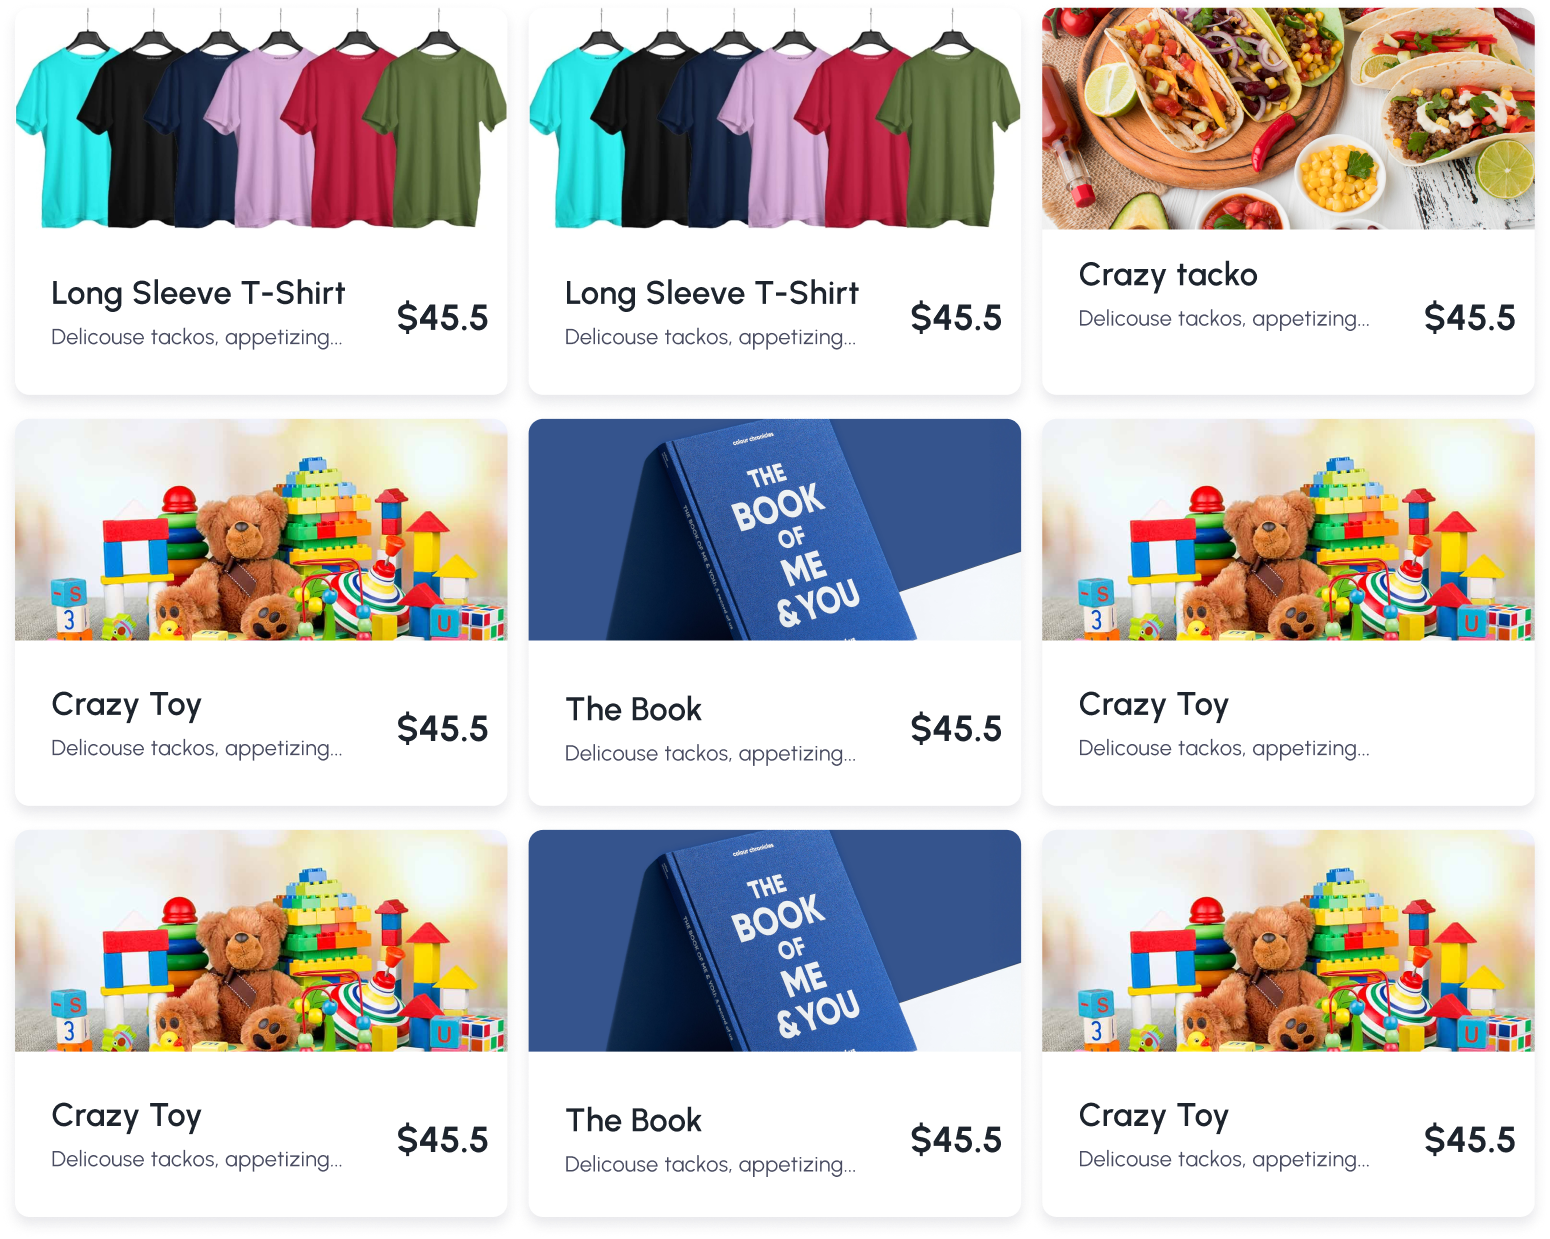 Long Sleeve T-Shirt
Delicouse tackos, appetizing...
$45.5
Long Sleeve T-Shirt
Delicouse tackos, appetizing...
$45.5
Crazy tacko
Delicouse tackos, appetizing...
$45.5
S
3
U
Crazy Toy
Delicouse tackos, appetizing...
$45.5
colour chronicles
THE
BOOK
OF
ME
&YOU
The Book
Delicouse tackos, appetizing...
$45.5
S
3
U
Crazy Toy
Delicouse tackos, appetizing...
S
3
U
Crazy Toy
Delicouse tackos, appetizing...
$45.5
colour chronicles
THE
BOOK
OF
ME
&YOU
The Book
Delicouse tackos, appetizing...
$45.5
S
3
U
Crazy Toy
Delicouse tackos, appetizing...
$45.5